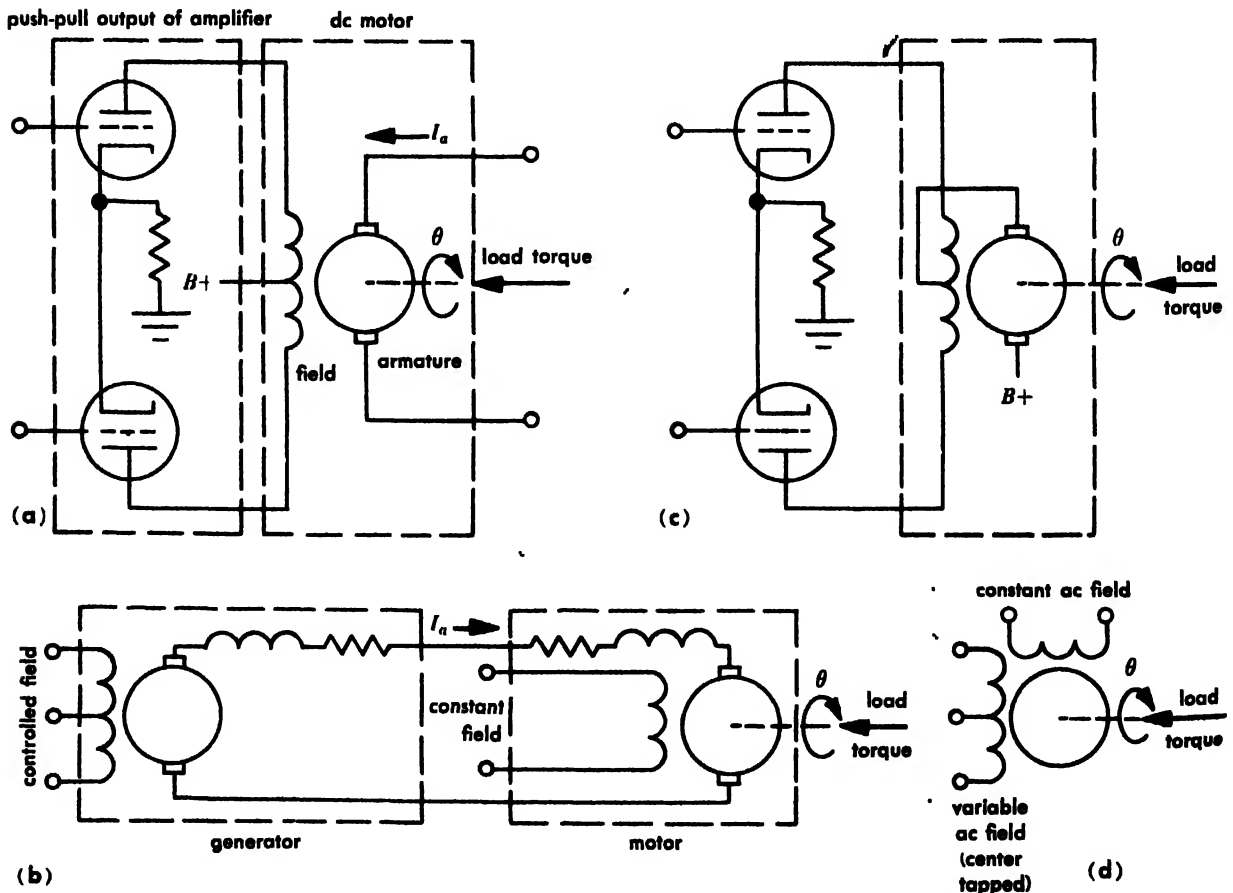 push-pull output of amplifier
dc motor
I_a
B+
θ
load torque
field
armature
(a)
θ
load
torque
B+
(c)
controlled field
I_a
constant
field
θ
load
torque
generator
motor
(b)
constant ac field
θ
load
torque
variable
ac field
(center
tapped)
(d)